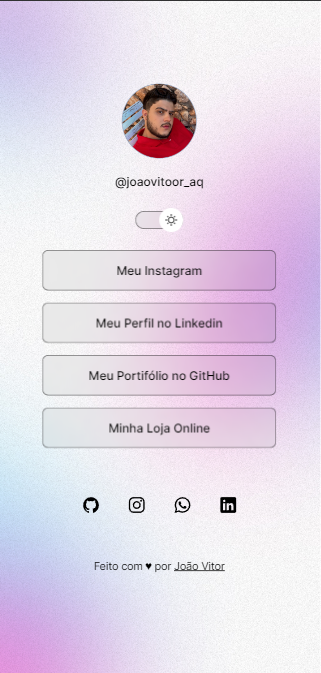 @joaovitoor_aq
Meu Instagram
Meu Perfil no Linkedin
Meu Portifólio no GitHub
Minha Loja Online
in
Feito com ♥ por João Vitor